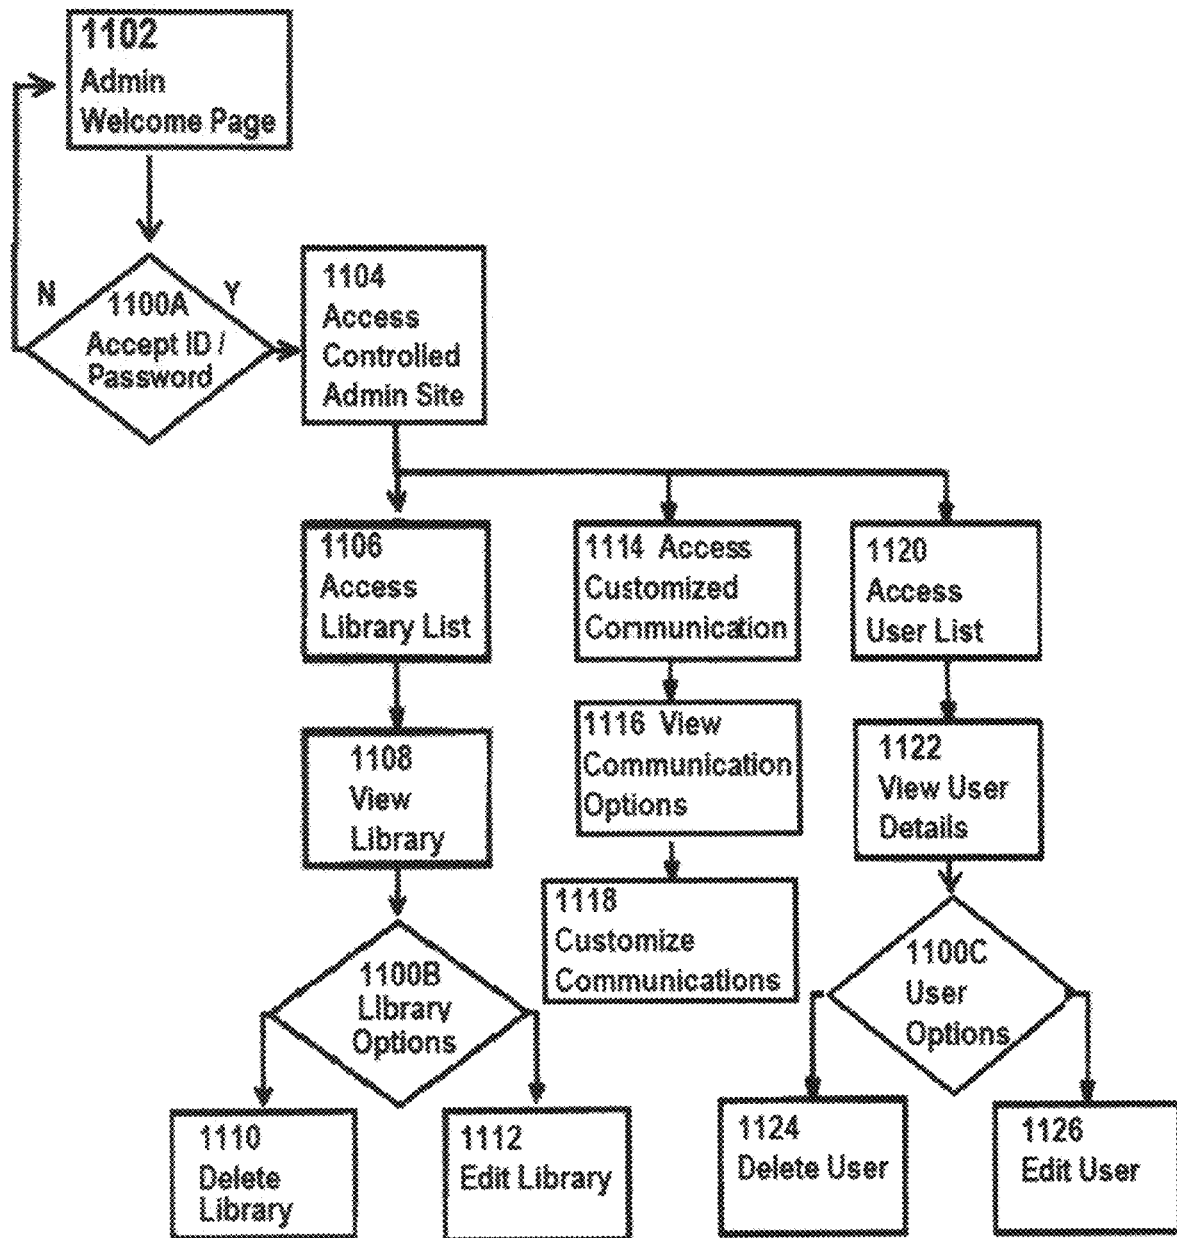 1102
Admin
Welcome Page
N
Y
1100A
Accept ID /
Password
1104
Access
Controlled
Admin Site
1106
Access
Library List
1114 Access
Customized
Communication
1120
Access
User List
1108
View
Library
1116 View
Communication
Options
1122
View User
Details
1118
Customize
Communications
1100B
Library
Options
1100C
User
Options
1110
Delete
Library
1112
Edit Library
1124
Delete User
1126
Edit User